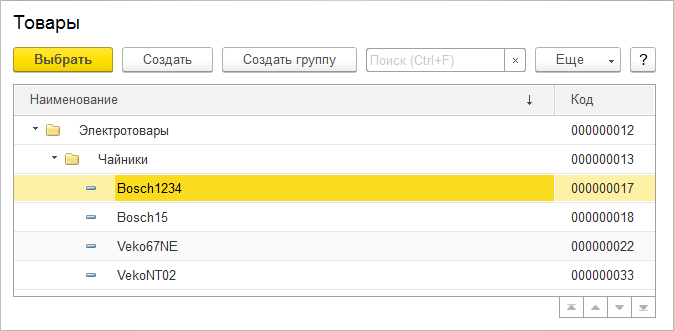 Товары
Выбрать Создать Создать группу Поиск (Ctrl+F) × Еще ?
Наименование ↓ Код
Электротовары 000000012
Чайники 000000013
Bosch1234 000000017
Bosch15 000000018
Veko67NE 000000022
VekoNT02 000000033